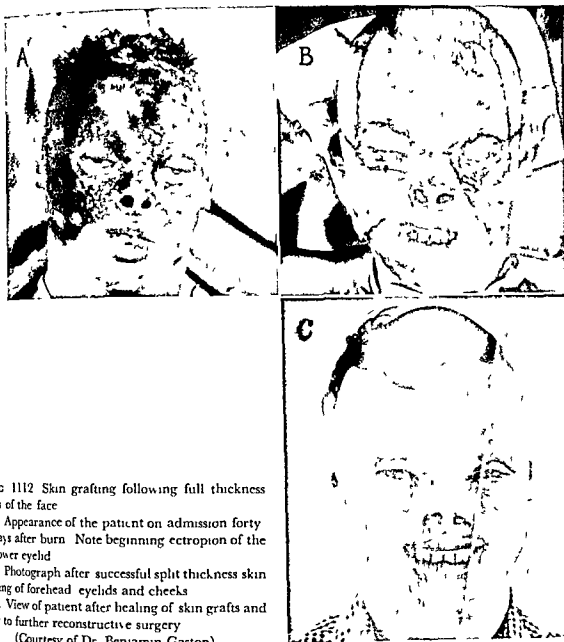 A
B
C
1112 Skin grafting following full thickness
of the face
Appearance of the patient on admission forty
after burn Note beginning ectropion of the
eyelid
Photograph after successful split thickness skin
of forehead eyelids and cheeks
View of patient after healing of skin grafts and
to further reconstructive surgery
(Courtesy of Dr. Benjamin Gaston)